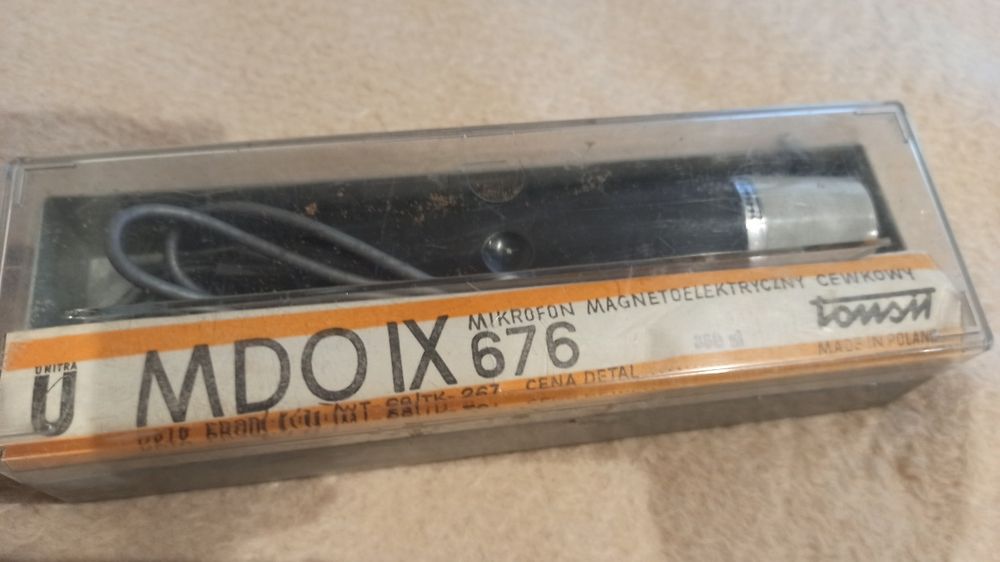 MIKROFON MAGNETOELEKTRYCZNY CEWKOWY
UNITRA
MDO IX 676
Tonsil
MADE IN POLAND
CENA DETAL